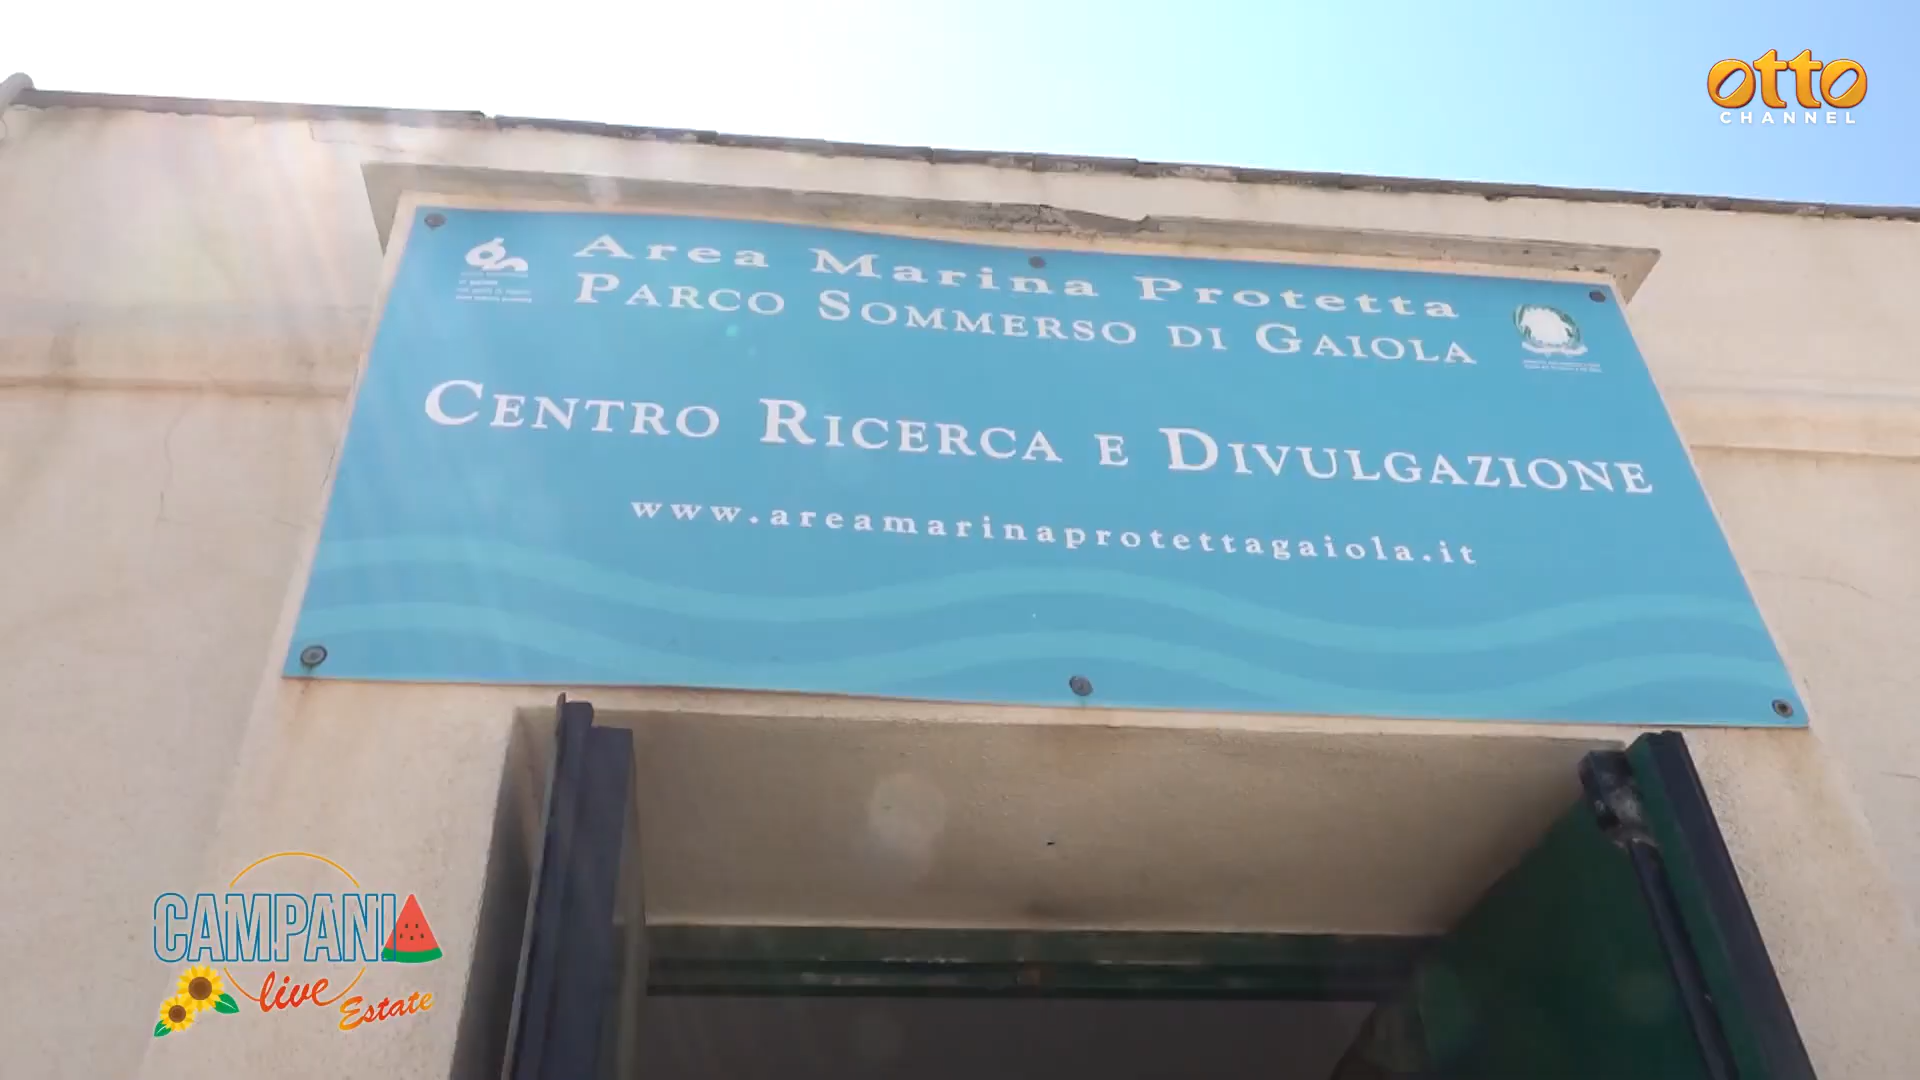 otto
CHANNEL
Area Marina Protetta
PARCO SOMMERSO DI GAIOLA
CENTRO RICERCA E DIVULGAZIONE
www.areamarinaprotettagaiola.it
CAMPANIA
live Estate